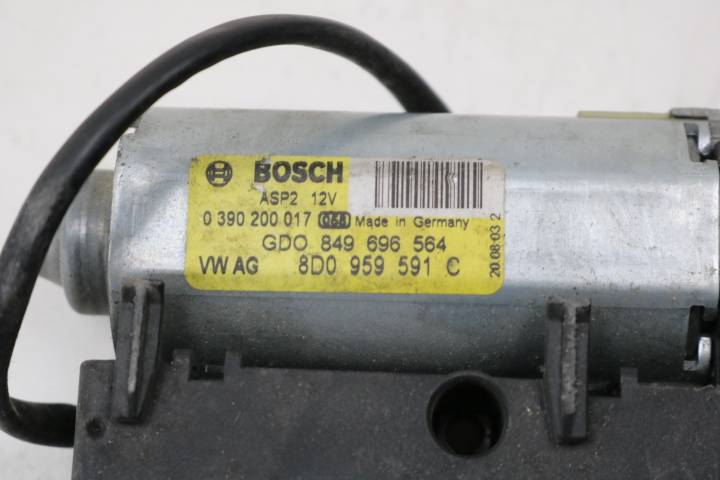 BOSCH
ASP2 12V
0 390 200 017 Made in Germany
GDO 849 696 564
VW AG 8D0 959 591 C
20.08.03 2